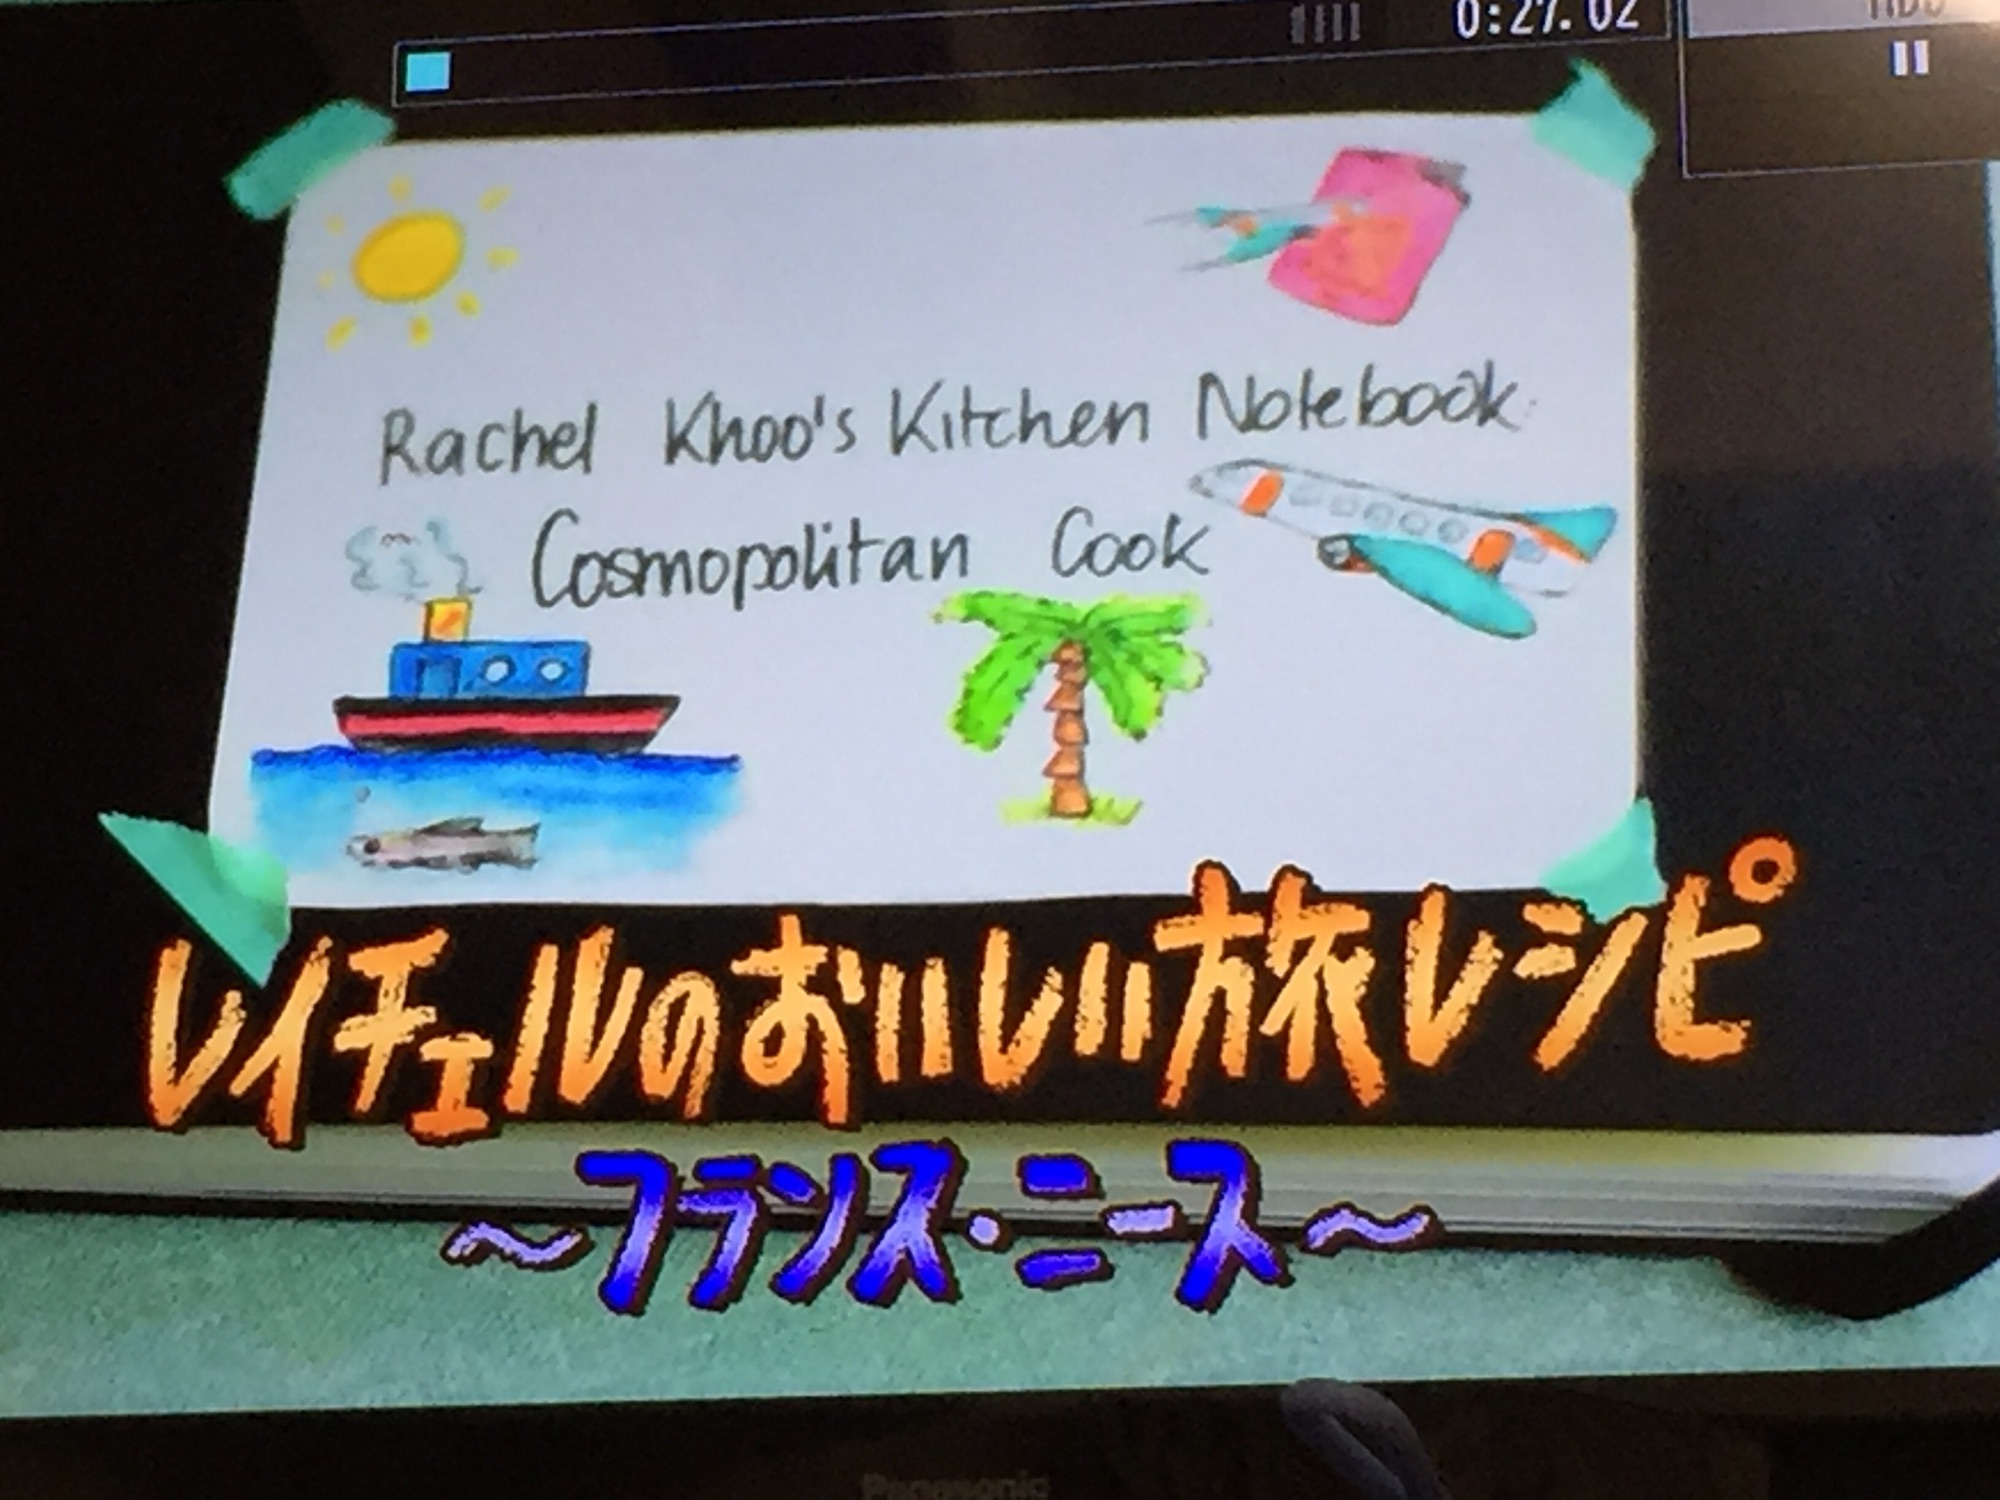 0:27.02
Rachel Khoo's Kitchen Notebook:
Cosmopolitan Cook
レイチェルのおいしい旅レシピ
～フランス・ニース～
Panasonic